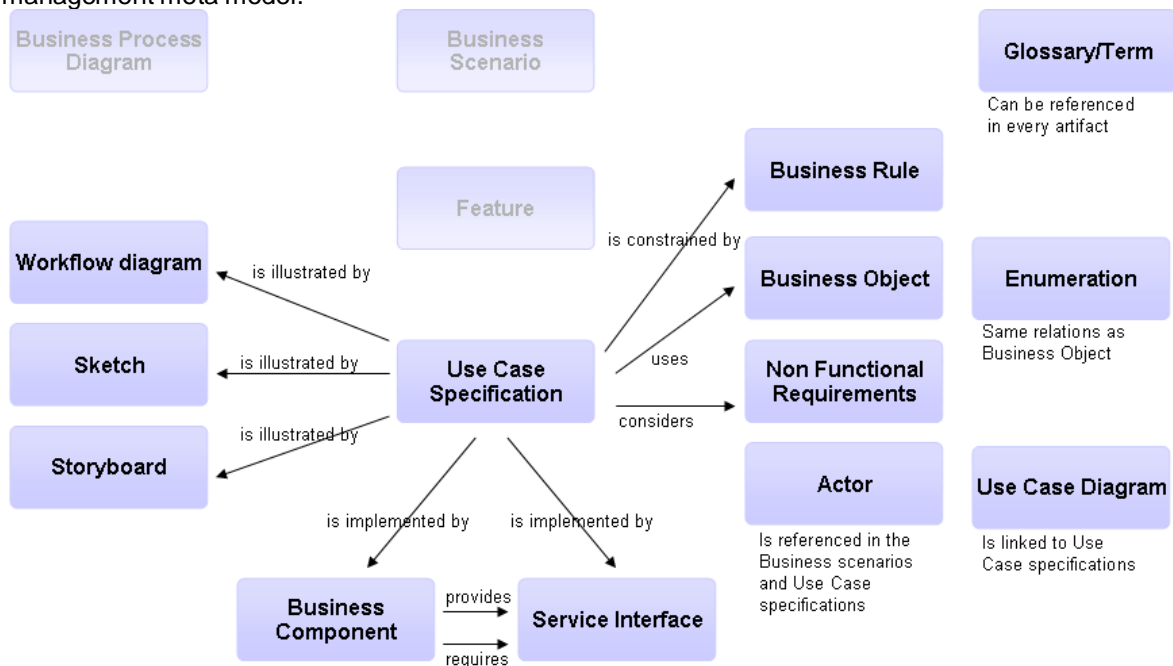 management meta model.
Business Process
Diagram
Business
Scenario
Glossary/Term
Can be referenced
in every artifact
Business Rule
Feature
is constrained by
Workflow diagram
is illustrated by
Business Object
Enumeration
Same relations as
Business Object
Sketch
is illustrated by
Use Case
Specification
uses
Non Functional
Requirements
considers
is illustrated by
Storyboard
Actor
Use Case Diagram
Is referenced in the
Business scenarios
and Use Case
specifications
Is linked to Use
Case specifications
is implemented by
is implemented by
Business
Component
provides
requires
Service Interface